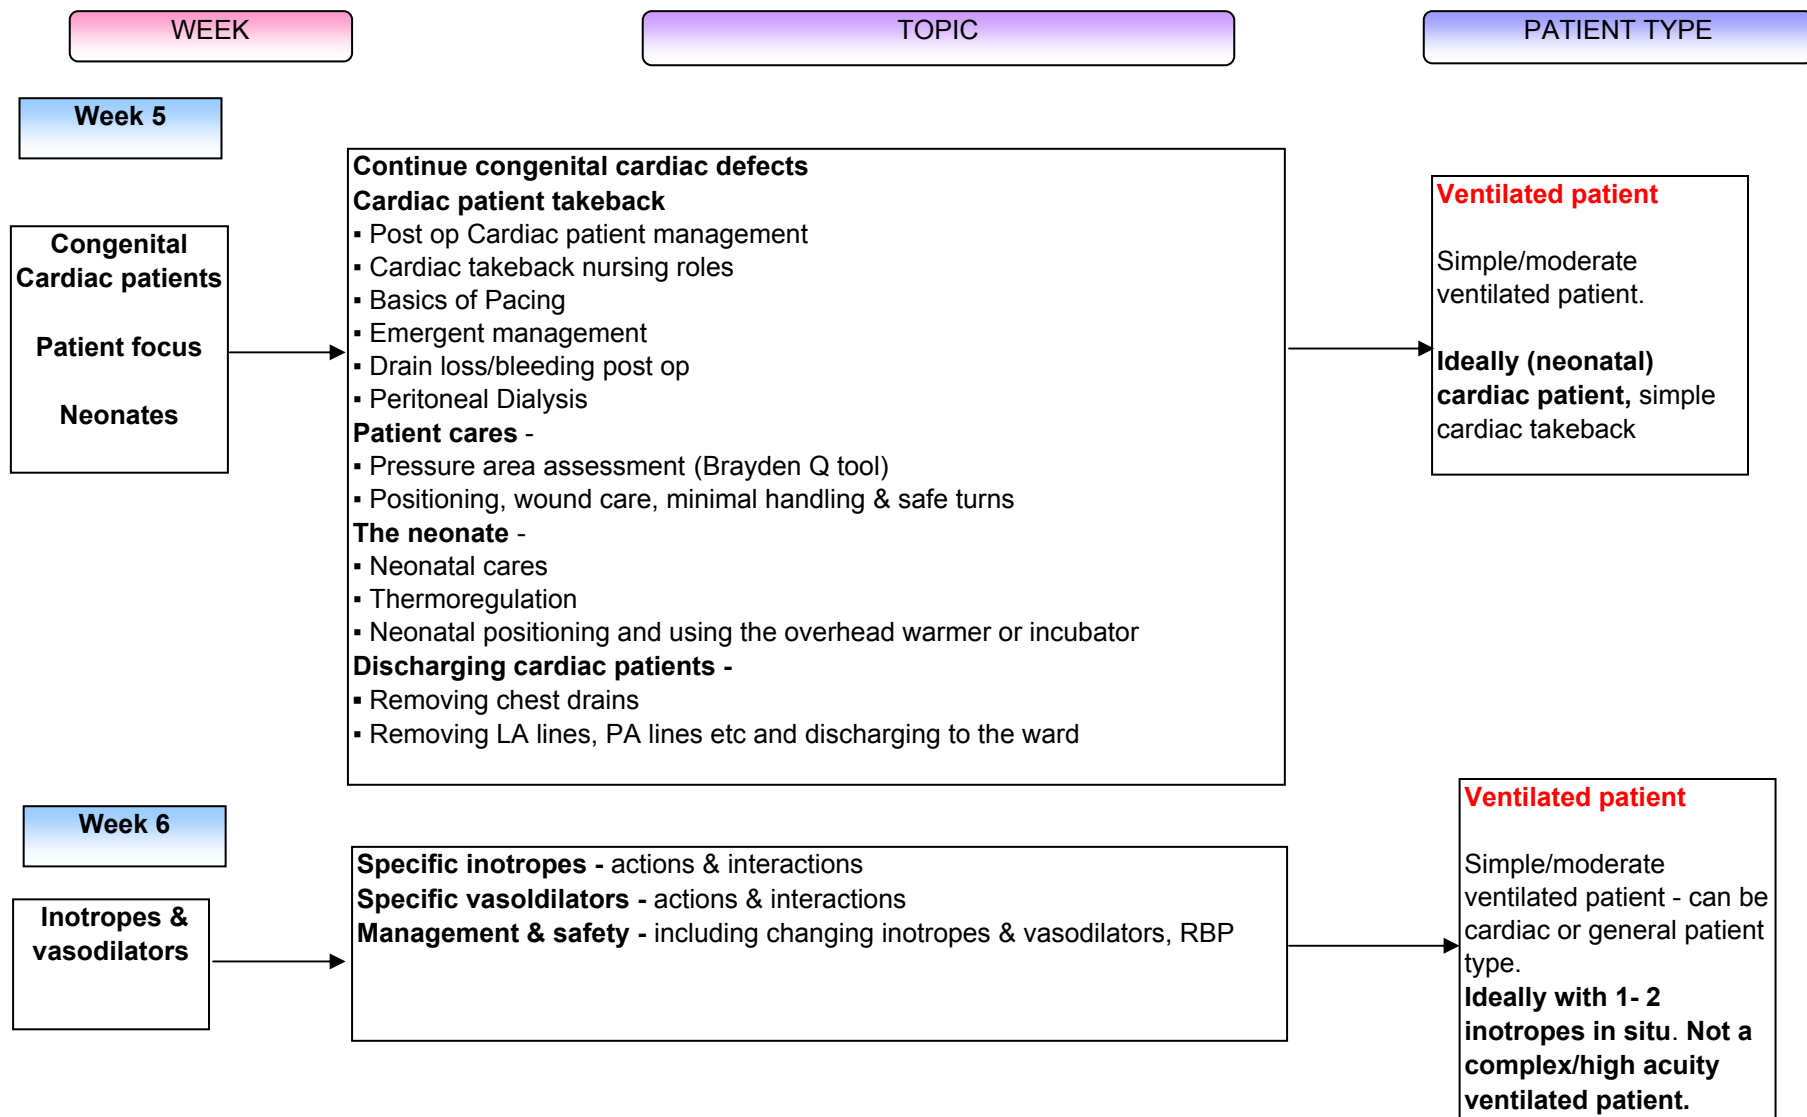 WEEK
TOPIC
PATIENT TYPE
Week 5
Congenital
Cardiac patients
Patient focus
Neonates
Continue congenital cardiac defects
Cardiac patient takeback
▪ Post op Cardiac patient management
▪ Cardiac takeback nursing roles
▪ Basics of Pacing
▪ Emergent management
▪ Drain loss/bleeding post op
▪ Peritoneal Dialysis
Patient cares -
▪ Pressure area assessment (Brayden Q tool)
▪ Positioning, wound care, minimal handling & safe turns
The neonate -
▪ Neonatal cares
▪ Thermoregulation
▪ Neonatal positioning and using the overhead warmer or incubator
Discharging cardiac patients -
▪ Removing chest drains
▪ Removing LA lines, PA lines etc and discharging to the ward
Ventilated patient
Simple/moderate
ventilated patient.
Ideally (neonatal)
cardiac patient, simple
cardiac takeback
Week 6
Inotropes &
vasodilators
Specific inotropes - actions & interactions
Specific vasoldilators - actions & interactions
Management & safety - including changing inotropes & vasodilators, RBP
Ventilated patient
Simple/moderate
ventilated patient - can be
cardiac or general patient
type.
Ideally with 1- 2
inotropes in situ. Not a
complex/high acuity
ventilated patient.